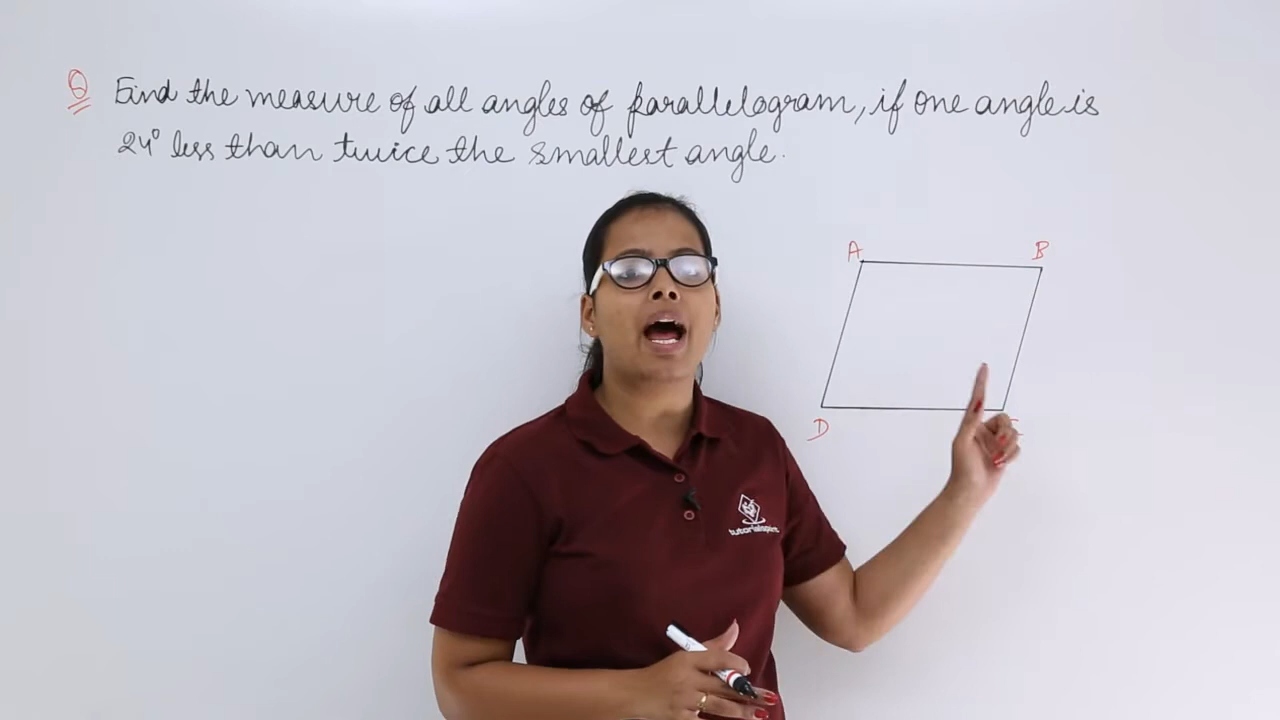 Q Find the measure of all angles of parallelogram, if one angle is
24° less than twice the smallest angle.
A B
D
tutorialspoint